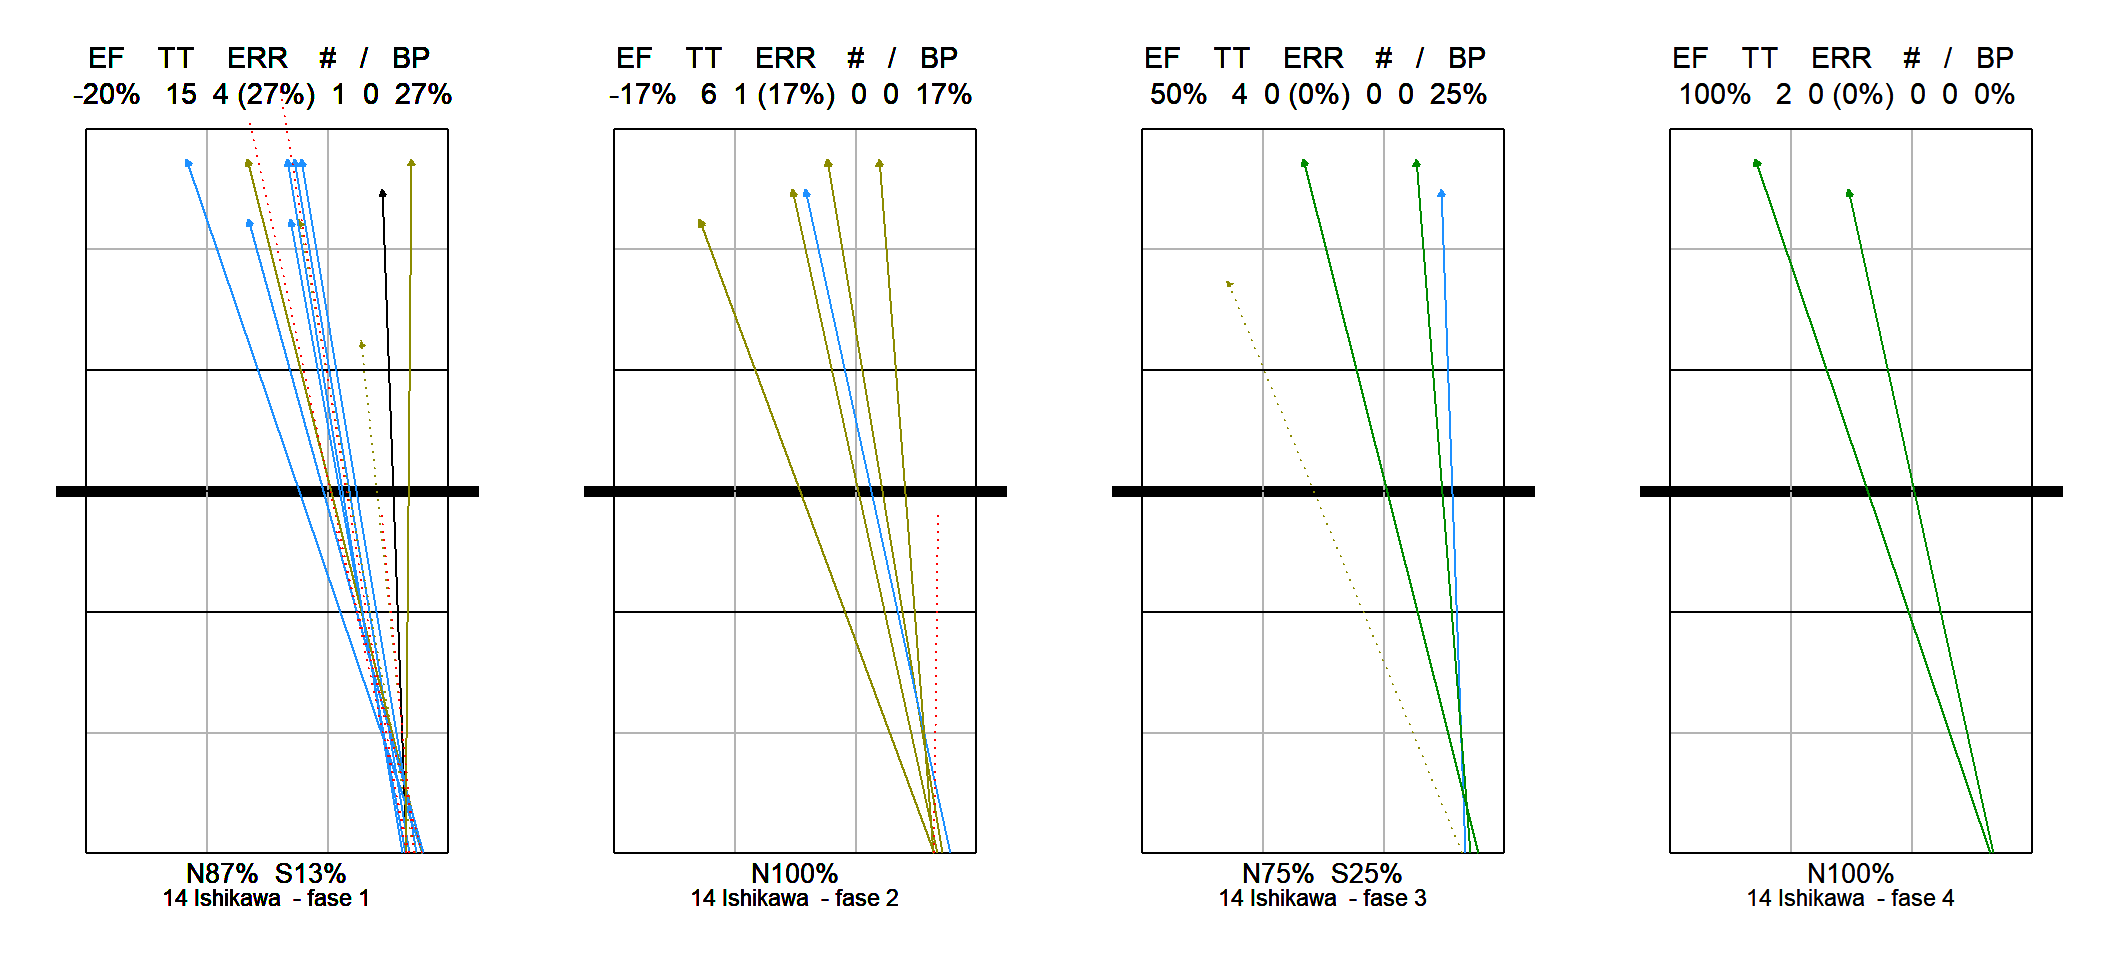 EF TT ERR # / BP
-20% 15 4 (27%) 1 0 27%
N87% S13%
14 Ishikawa - fase 1
EF TT ERR # / BP
-17% 6 1 (17%) 0 0 17%
N100%
14 Ishikawa - fase 2
EF TT ERR # / BP
50% 4 0 (0%) 0 0 25%
N75% S25%
14 Ishikawa - fase 3
EF TT ERR # / BP
100% 2 0 (0%) 0 0 0%
N100%
14 Ishikawa - fase 4